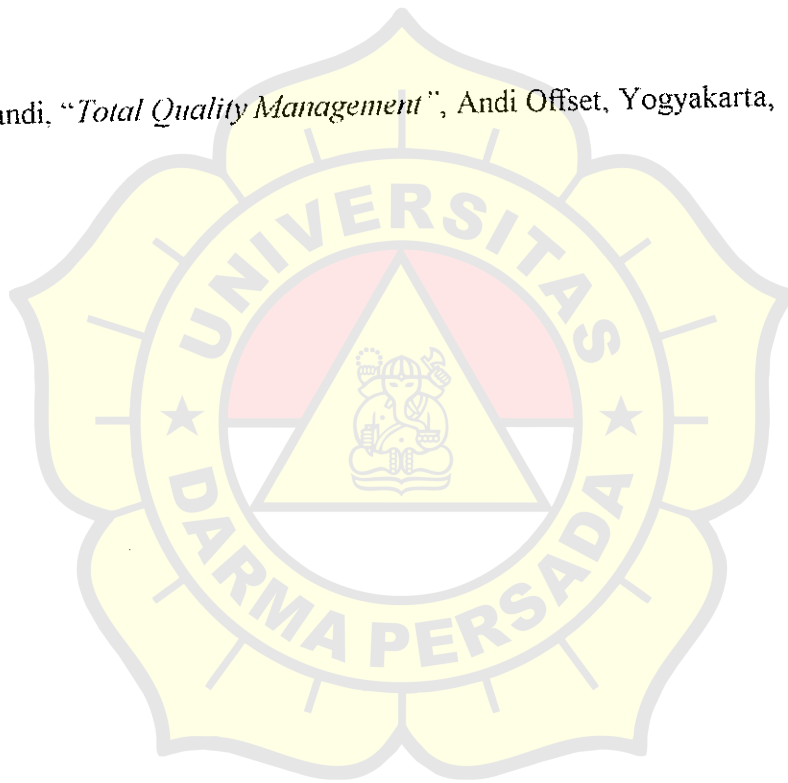 andi, “Total Quality Management”, Andi Offset, Yogyakarta,
UNIVERSITAS
DARMA PERSADA